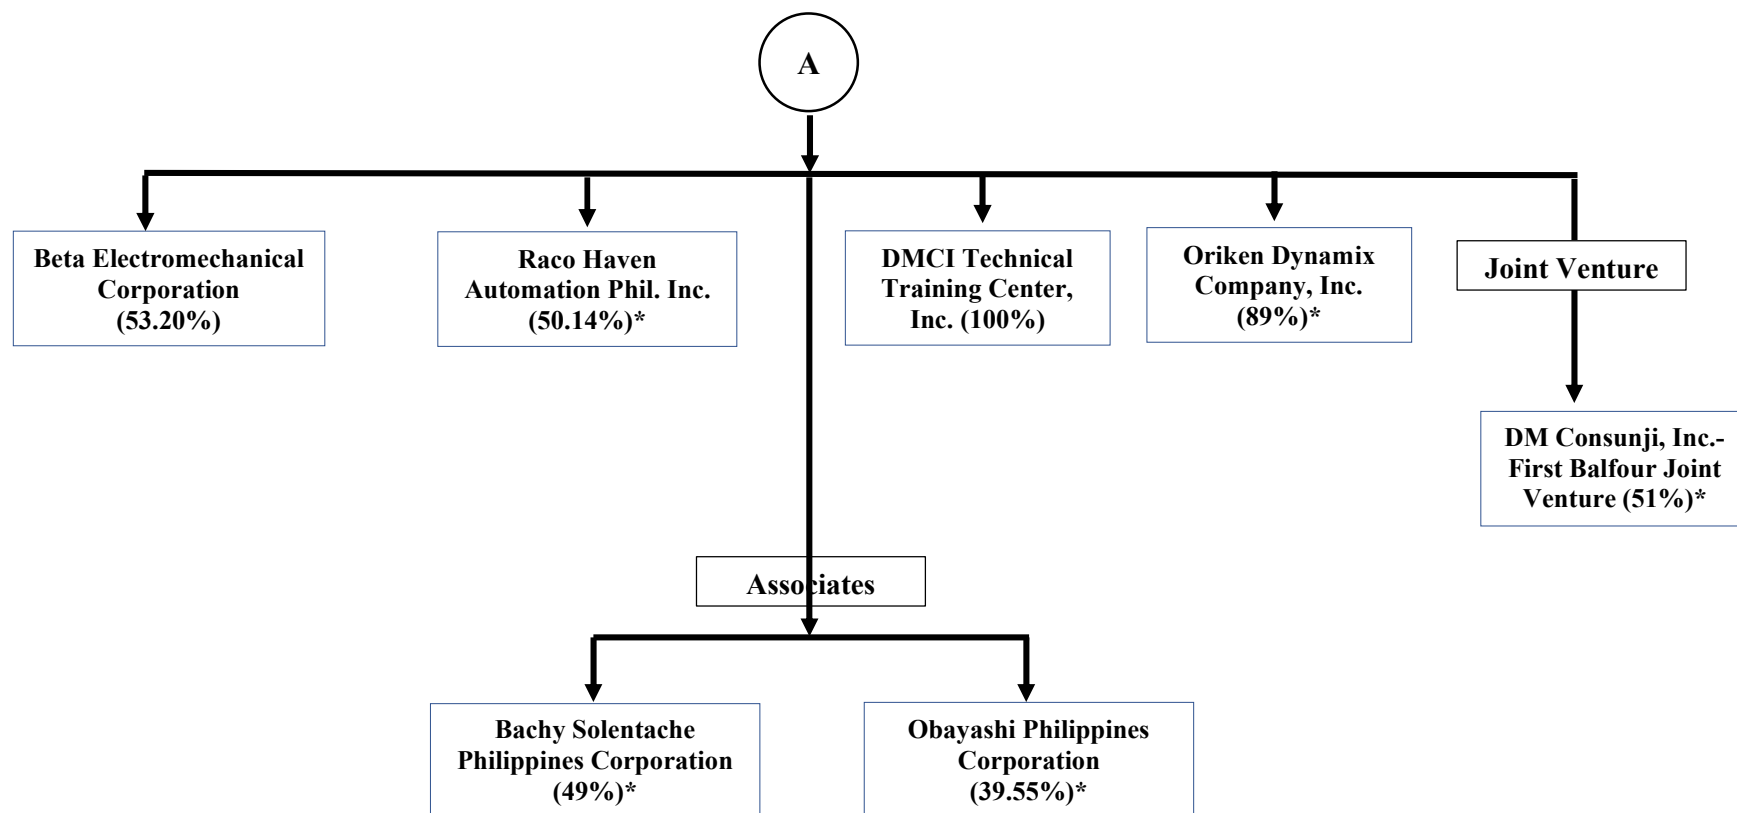 A
Beta Electromechanical
Corporation
(53.20%)
Raco Haven
Automation Phil. Inc.
(50.14%)*
DMCI Technical
Training Center,
Inc. (100%)
Oriken Dynamix
Company, Inc.
(89%)*
Joint Venture
DM Consunji, Inc.-
First Balfour Joint
Venture (51%)*
Associates
Bachy Solentache
Philippines Corporation
(49%)*
Obayashi Philippines
Corporation
(39.55%)*